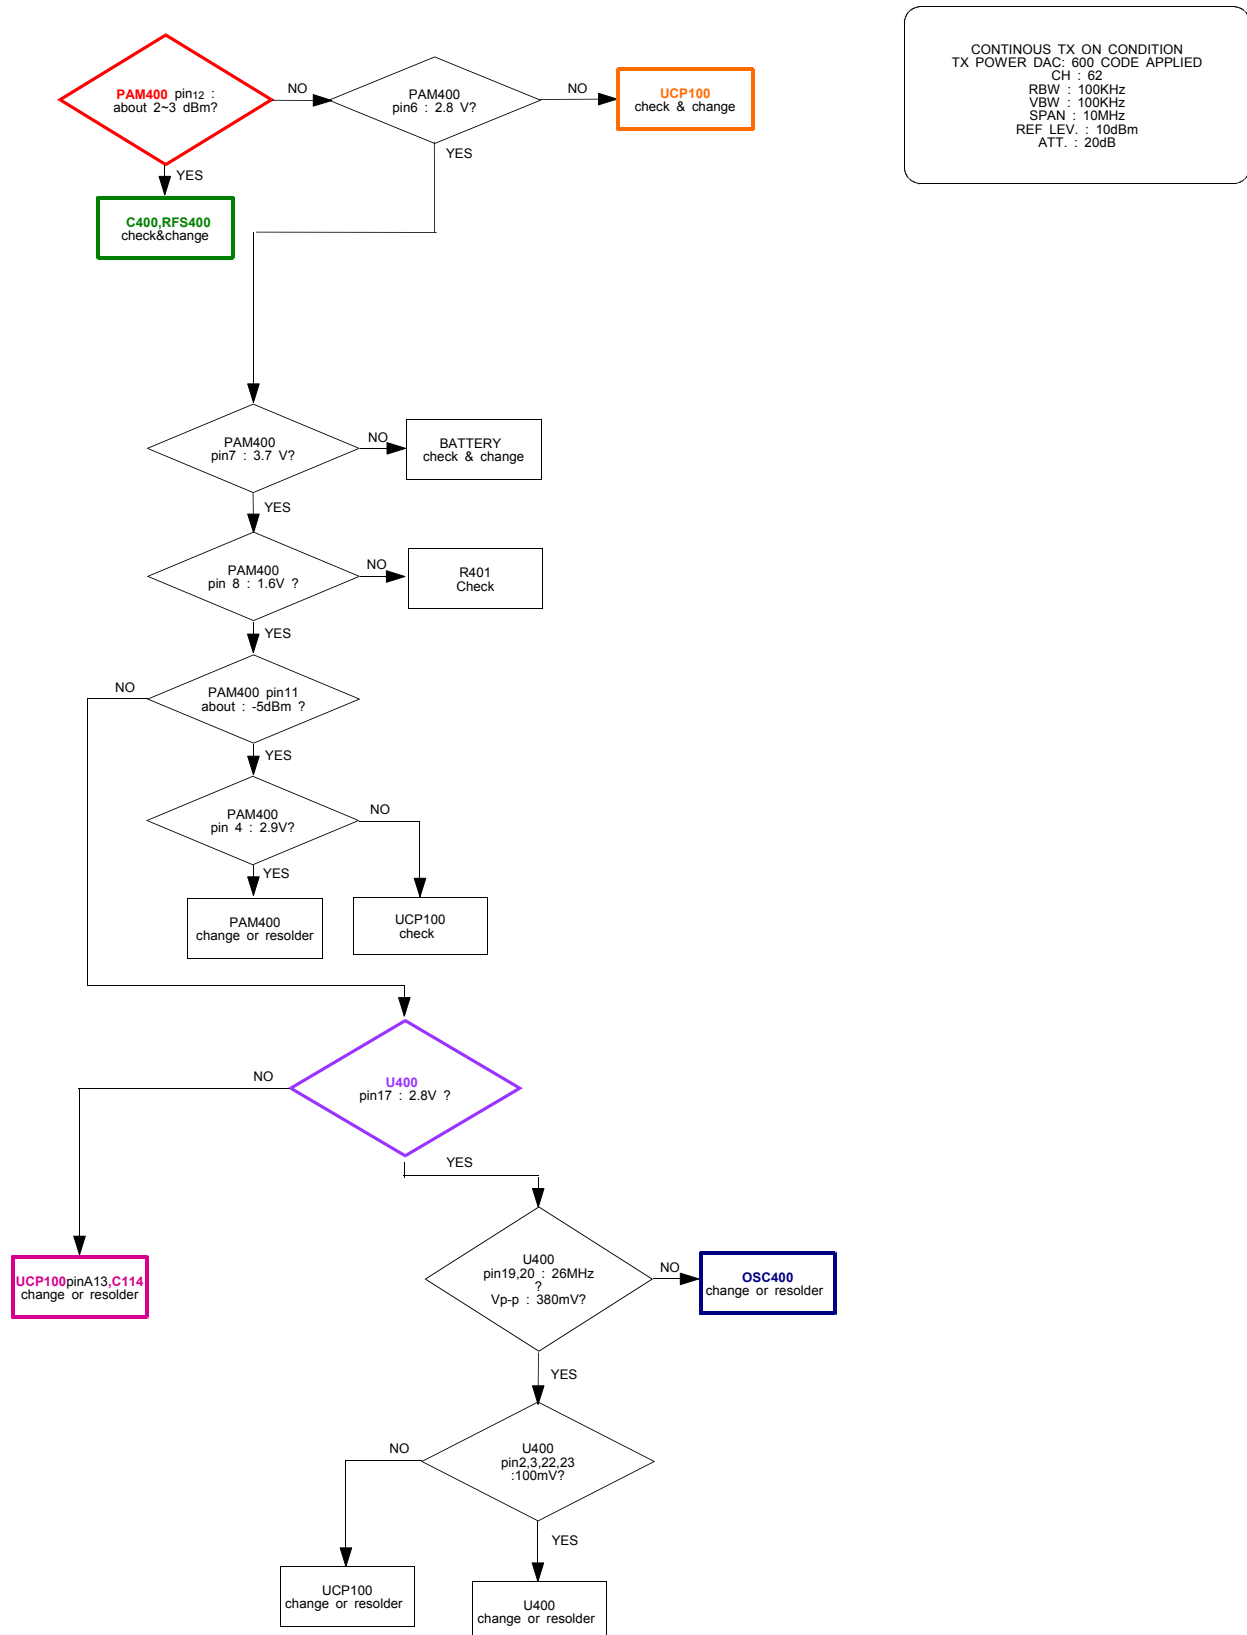 CONTINOUS TX ON CONDITION
TX POWER DAC: 600 CODE APPLIED
CH : 62
RBW : 100KHz
VBW : 100KHz
SPAN : 10MHz
REF LEV. : 10dBm
ATT. : 20dB
PAM400 pin12 :
about 2~3 dBm?
NO
PAM400
pin6 : 2.8 V?
NO
UCP100
check & change
YES
YES
C400,RFS400
check&change
PAM400
pin7 : 3.7 V?
NO
BATTERY
check & change
YES
PAM400
pin 8 : 1.6V ?
NO
R401
Check
YES
NO
PAM400 pin11
about : -5dBm ?
YES
PAM400
pin 4 : 2.9V?
NO
YES
PAM400
change or resolder
UCP100
check
NO
U400
pin17 : 2.8V ?
YES
UCP100pinA13,C114
change or resolder
U400
pin19,20 : 26MHz
?
Vp-p : 380mV?
NO
OSC400
change or resolder
YES
NO
U400
pin2,3,22,23
:100mV?
YES
UCP100
change or resolder
U400
change or resolder